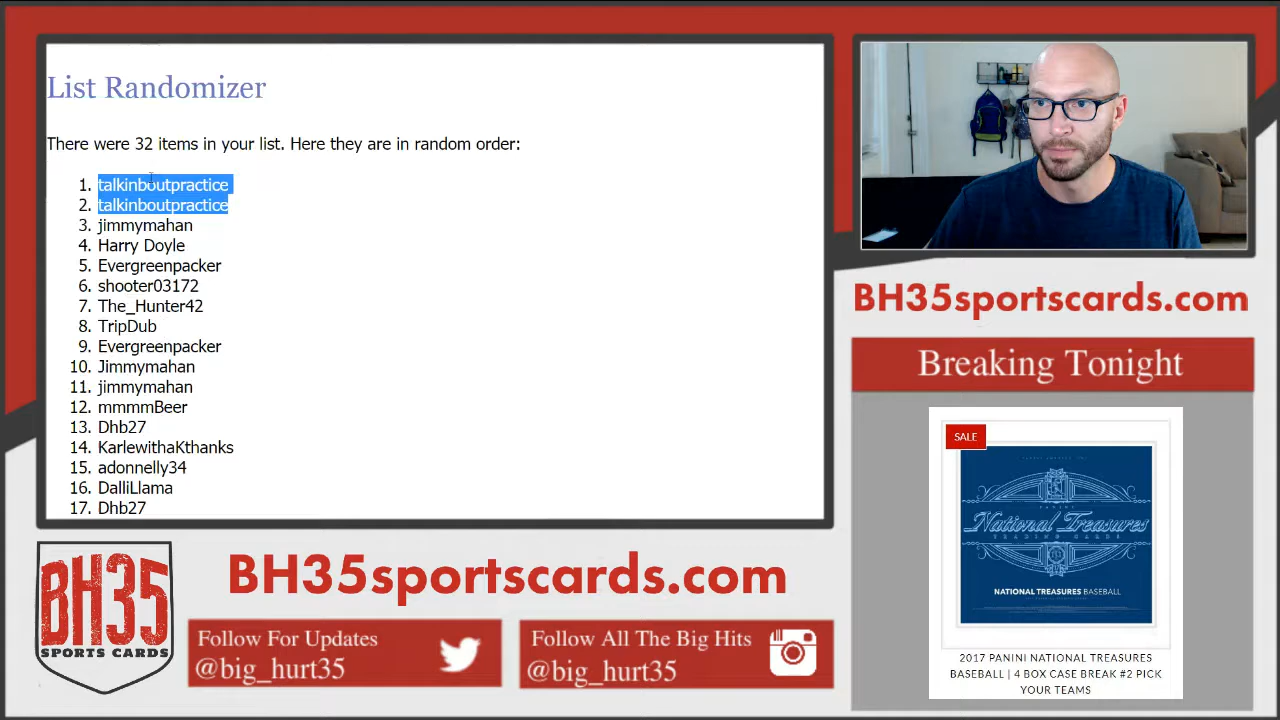 List Randomizer
There were 32 items in your list. Here they are in random order:
1. talkinboutpractice
2. talkinboutpractice
3. jimmymahan
4. Harry Doyle
5. Evergreenpacker
6. shooter03172
7. The_Hunter42
8. TripDub
9. Evergreenpacker
10. Jimmymahan
11. jimmymahan
12. mmmmBeer
13. Dhb27
14. KarlewithaKthanks
15. adonnelly34
16. DalliLlama
17. Dhb27
BH35sportscards.com
Breaking Tonight
SALE
PANINI
National Treasures
TRADING CARDS
NATIONAL TREASURES BASEBALL
2017 PANINI NATIONAL TREASURES
BASEBALL | 4 BOX CASE BREAK #2 PICK
YOUR TEAMS
BH35
SPORTS CARDS
BH35sportscards.com
Follow For Updates
@big_hurt35
Follow All The Big Hits
@big_hurt35